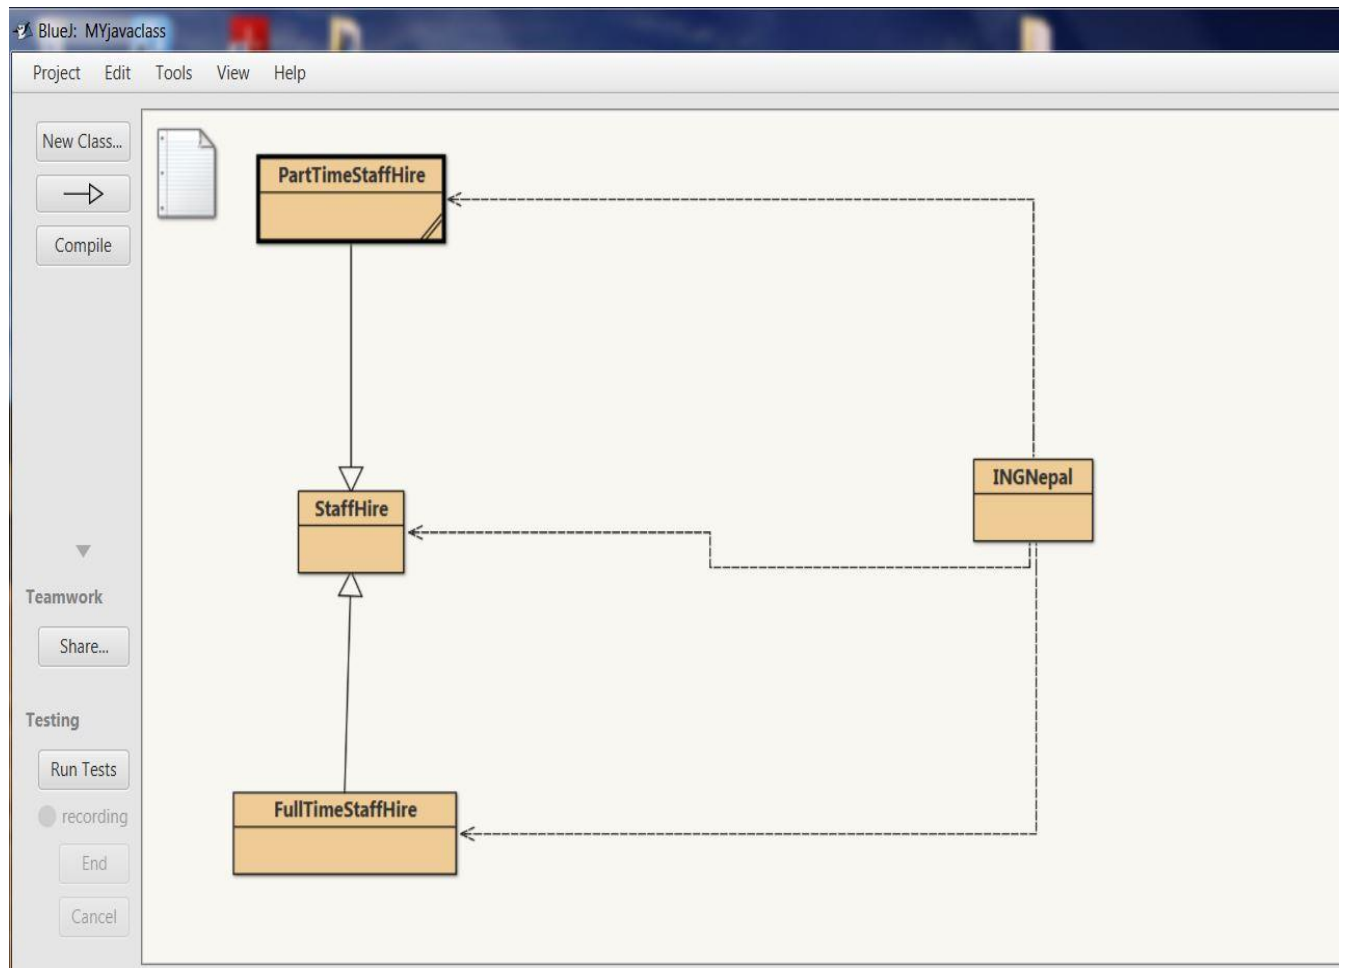 BlueJ: MYjavaclass
Project Edit Tools View Help
New Class...
Compile
Teamwork
Share...
Testing
Run Tests
recording
End
Cancel
PartTimeStaffHire
INGNepal
StaffHire
FullTimeStaffHire